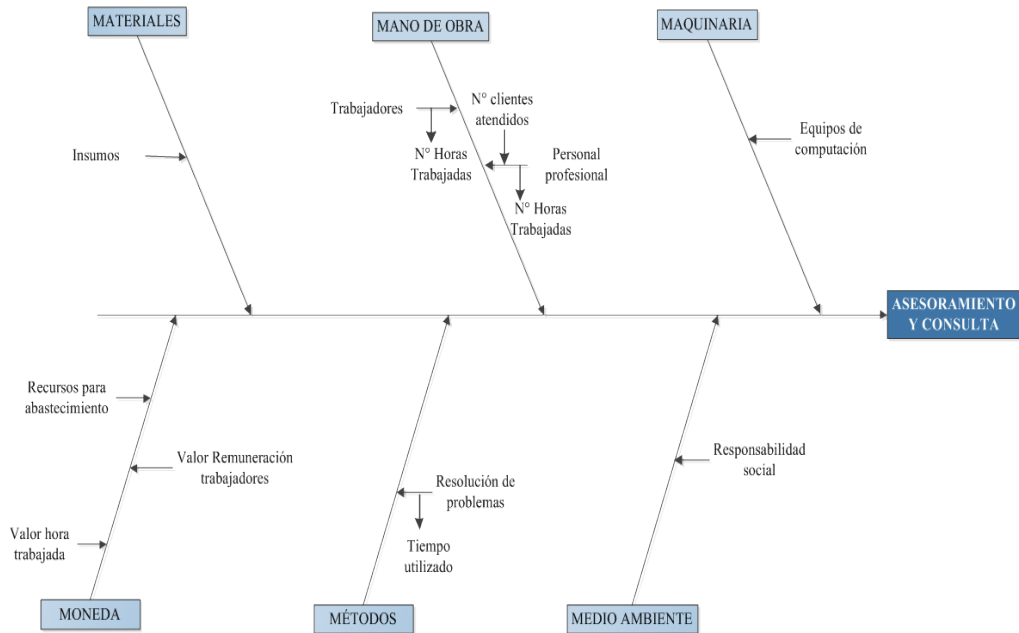 MATERIALES
MANO DE OBRA
MAQUINARIA
Trabajadores
N° clientes
atendidos
N° Horas
Trabajadas
Personal
profesional
N° Horas
Trabajadas
Equipos de
computación
Insumos
ASESORAMIENTO
Y CONSULTA
Recursos para
abastecimiento
Valor Remuneración
trabajadores
Valor hora
trabajada
Resolución de
problemas
Tiempo
utilizado
Responsabilidad
social
MONEDA
MÉTODOS
MEDIO AMBIENTE